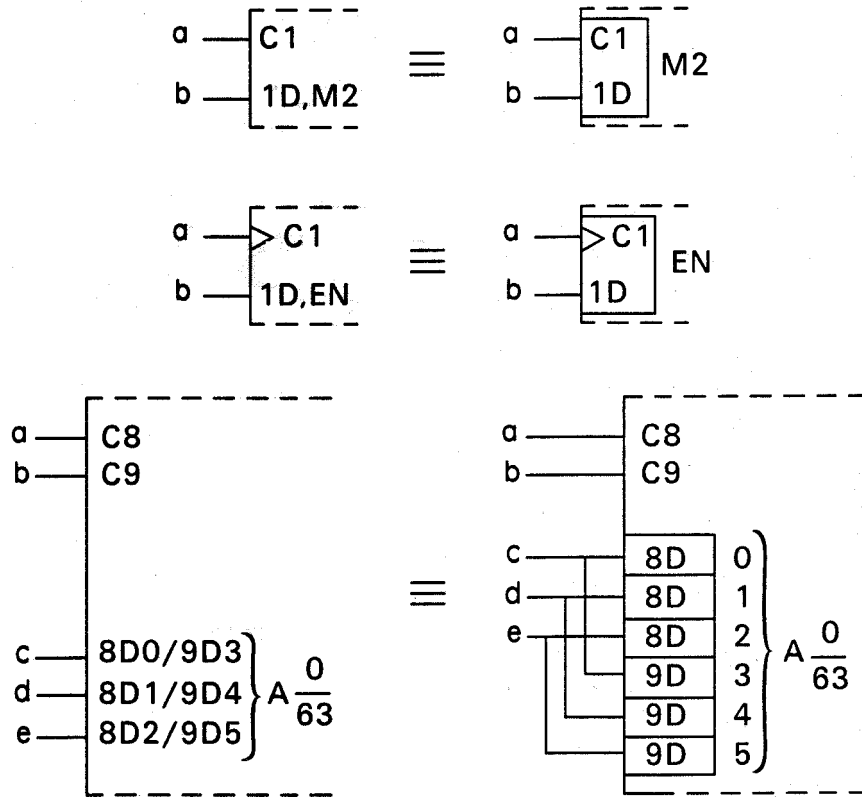 a C1 ≡ a C1 M2
b 1D,M2 b 1D
a C1 ≡ a C1 EN
b 1D,EN b 1D
a C8 a C8
b C9 b C9
≡
c 8D0/9D3
d 8D1/9D4 A 0/63
e 8D2/9D5
c 8D 0
d 8D 1
e 8D 2 A 0/63
9D 3
9D 4
9D 5